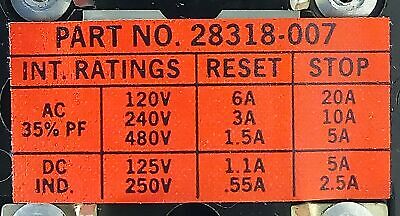 PART NO. 28318-007
INT. RATINGS RESET STOP
AC 35% PF 120V 6A 20A
240V 3A 10A
480V 1.5A 5A
DC IND. 125V 1.1A 5A
250V .55A 2.5A